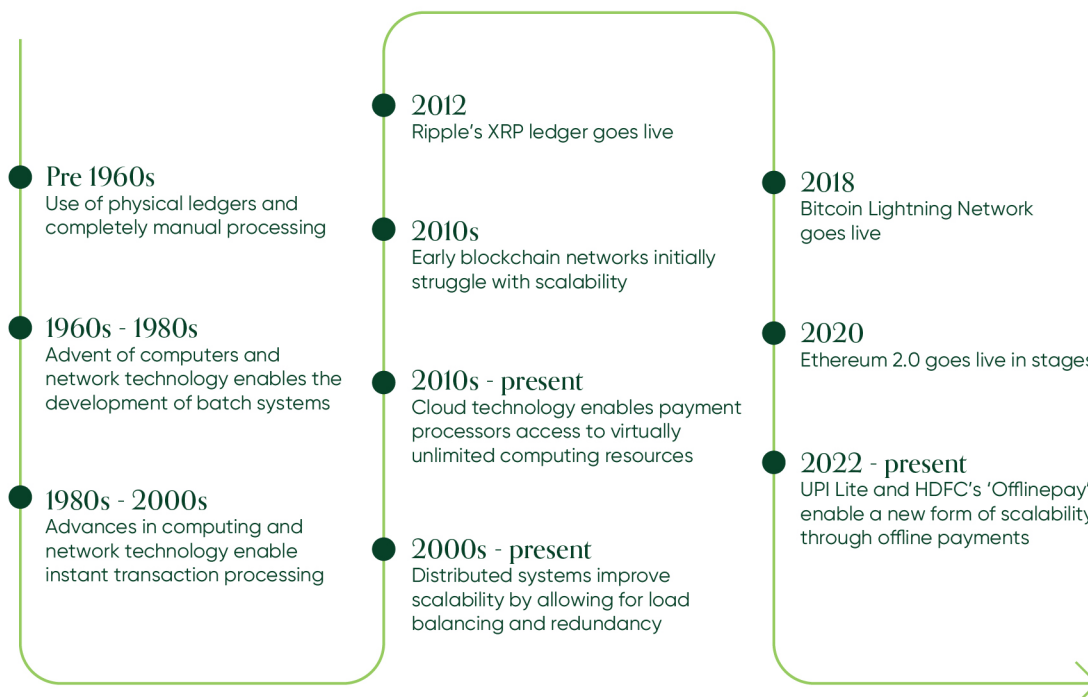 Pre 1960s
Use of physical ledgers and
completely manual processing
1960s - 1980s
Advent of computers and
network technology enables the
development of batch systems
1980s - 2000s
Advances in computing and
network technology enable
instant transaction processing
2000s - present
Distributed systems improve
scalability by allowing for load
balancing and redundancy
2010s - present
Cloud technology enables payment
processors access to virtually
unlimited computing resources
2010s
Early blockchain networks initially
struggle with scalability
2012
Ripple’s XRP ledger goes live
2018
Bitcoin Lightning Network
goes live
2020
Ethereum 2.0 goes live in stages
2022 - present
UPI Lite and HDFC’s ‘Offlinepay’
enable a new form of scalability
through offline payments